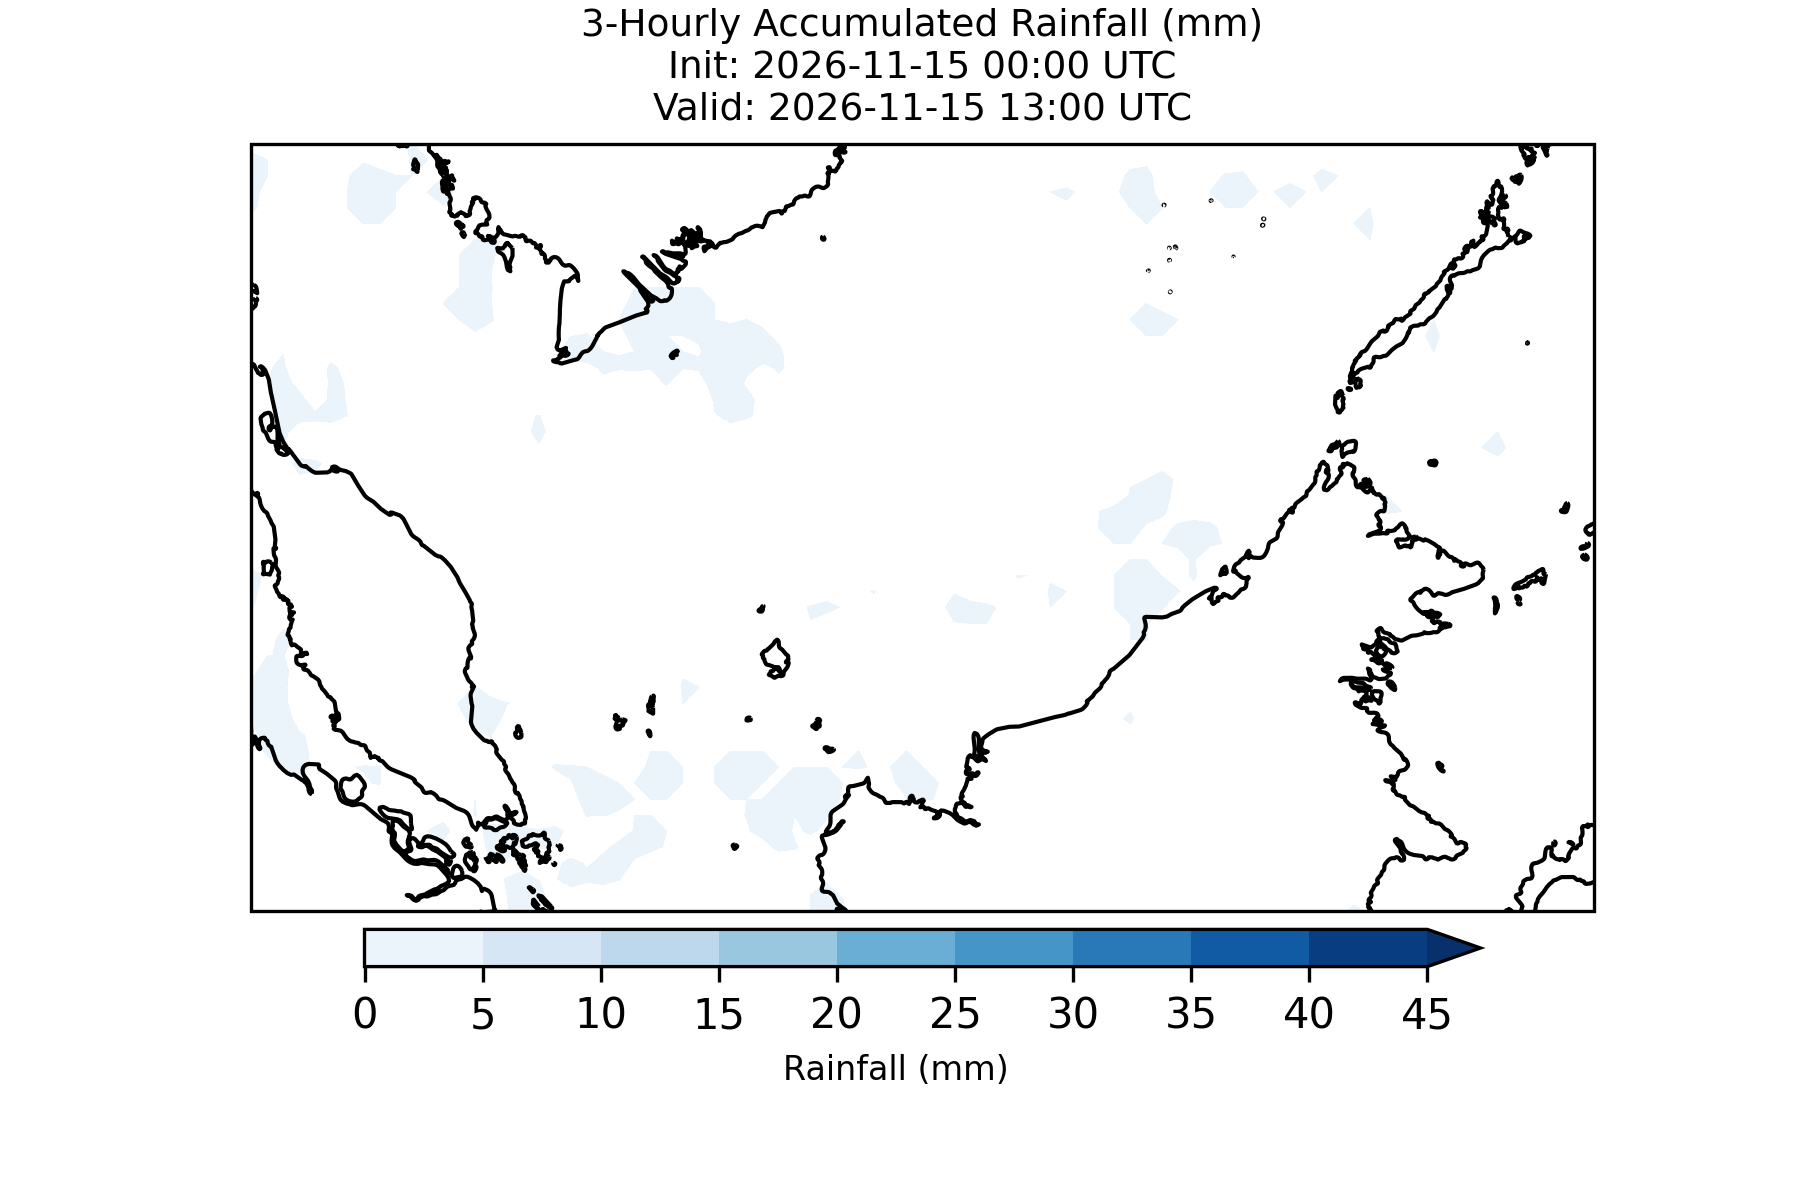 3-Hourly Accumulated Rainfall (mm)
Init: 2026-11-15 00:00 UTC
Valid: 2026-11-15 13:00 UTC
0 5 10 15 20 25 30 35 40 45
Rainfall (mm)